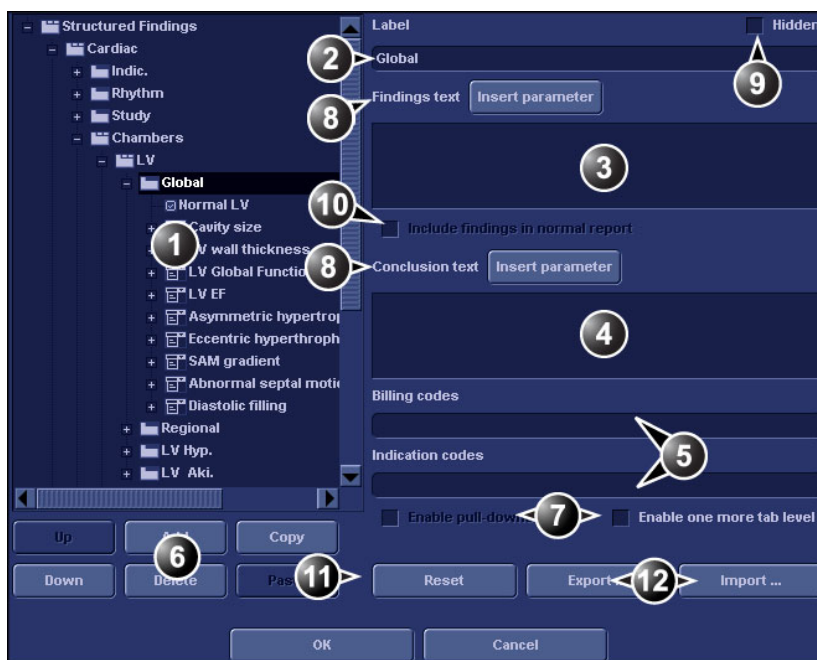 Structured Findings
Cardiac
Indic.
Rhythm
Study
Chambers
LV
Global
Normal LV
Cavity size
wall thickness
LV Global Functio
LV EF
Asymmetric hypertrop
Eccentric hyperthroph
SAM gradient
Abnormal septal motio
Diastolic filling
Regional
LV Hyp.
LV Aki.
1
Up
Copy
6
Down
Delete
Label
Hidden
2
Global
9
Findings text
Insert parameter
8
3
10
Include findings in normal report
8
Conclusion text
Insert parameter
4
Billing codes
5
Indication codes
Enable pull-down
7
Enable one more tab level
11
Reset
Export
12
Import ...
OK
Cancel